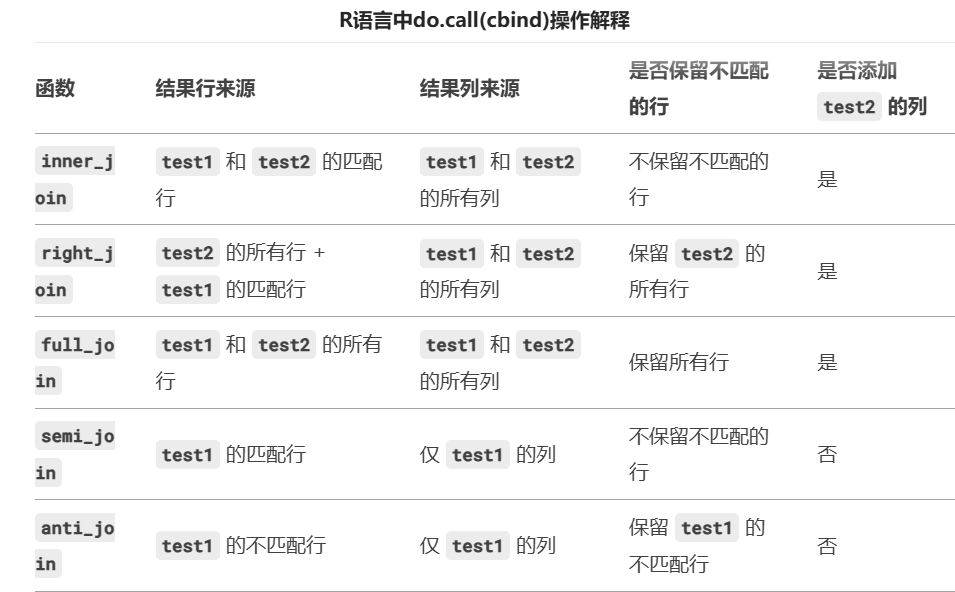 R语言中do.call(cbind)操作解释
函数 结果行来源 结果列来源 是否保留不匹配的行 是否添加 test2 的列
inner_join test1 和 test2 的匹配行 test1 和 test2 的所有列 不保留不匹配的行 是
right_join test2 的所有行 + test1 的匹配行 test1 和 test2 的所有列 保留 test2 的所有行 是
full_join test1 和 test2 的所有行 test1 和 test2 的所有列 保留所有行 是
semi_join test1 的匹配行 仅 test1 的列 不保留不匹配的行 否
anti_join test1 的不匹配行 仅 test1 的列 保留 test1 的不匹配行 否